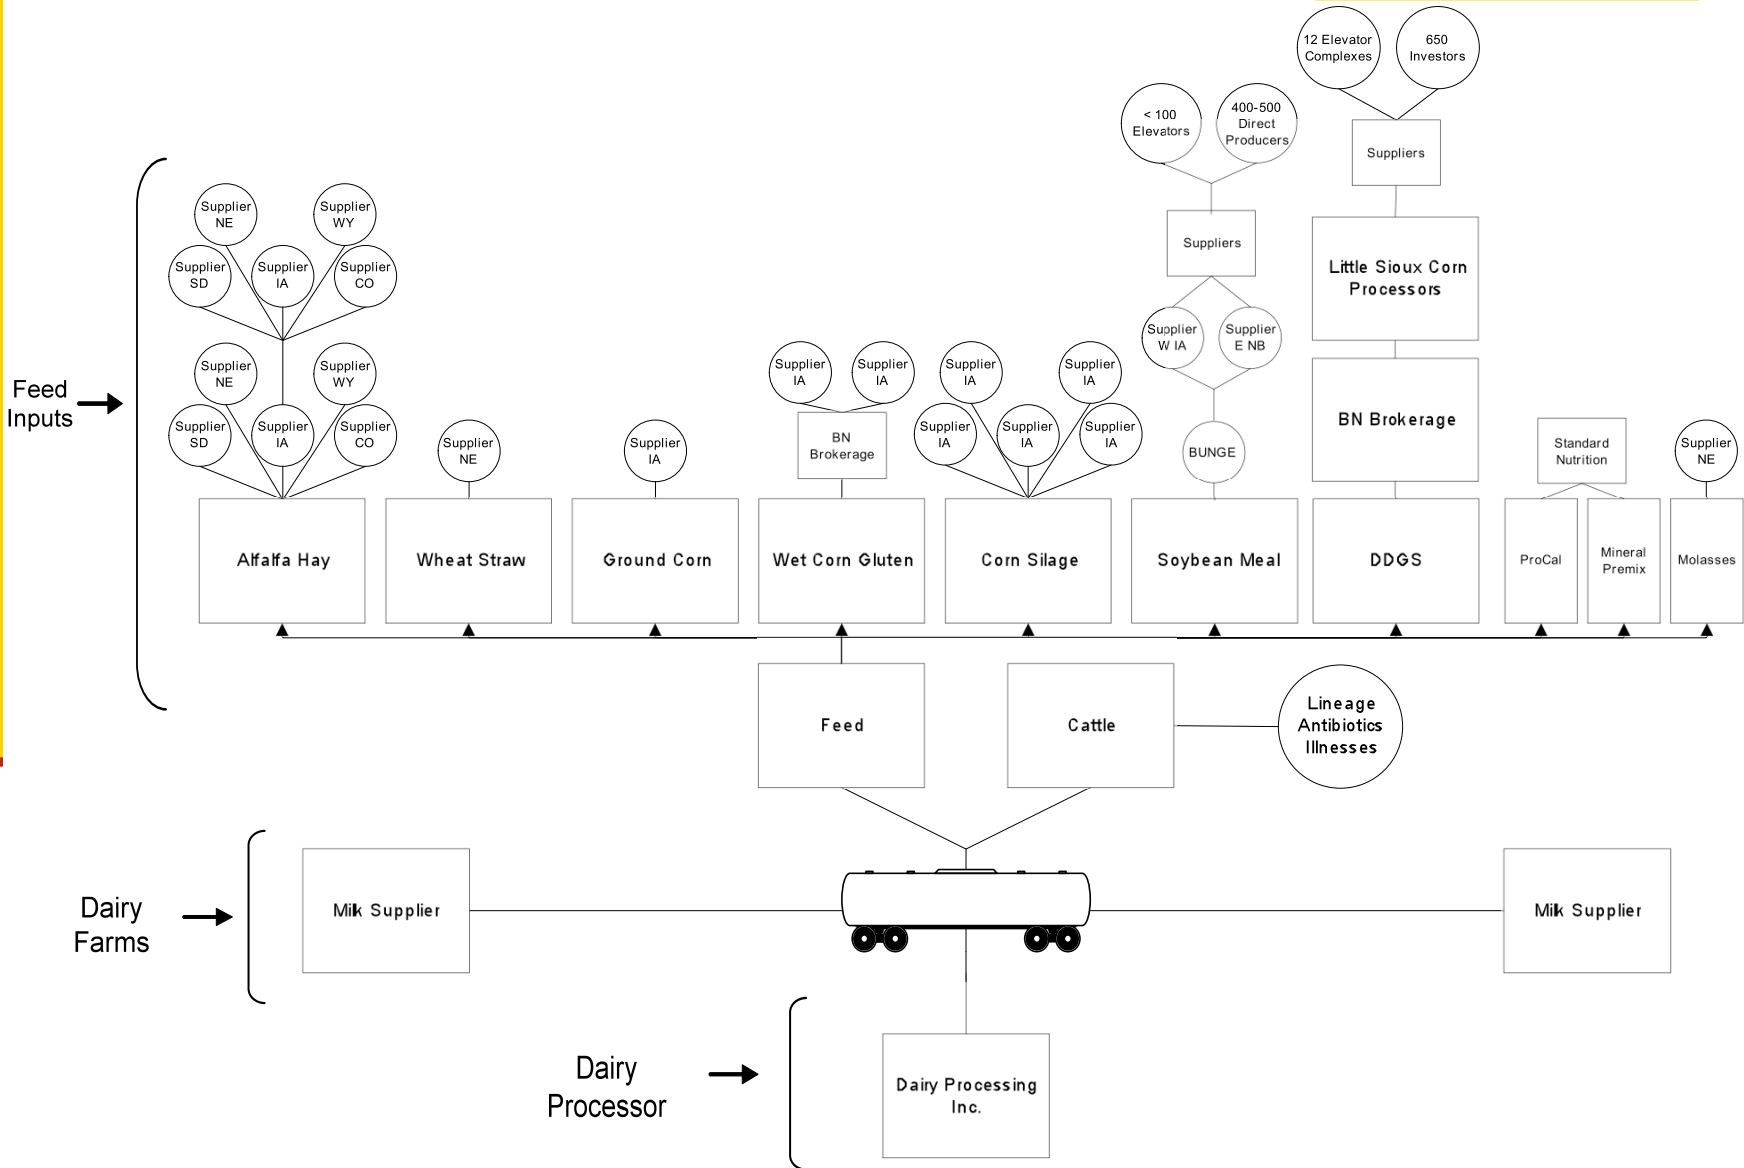 12 Elevator
Complexes
650
Investors
< 100
Elevators
400-500
Direct
Producers
Suppliers
Supplier
NE
Supplier
WY
Suppliers
Supplier
SD
Supplier
IA
Supplier
CO
Little Sioux Corn
Processors
Supplier
W IA
Supplier
E NB
Supplier
NE
Supplier
WY
Supplier
IA
Supplier
IA
Supplier
IA
Supplier
IA
Feed
Inputs
Supplier
SD
Supplier
IA
Supplier
CO
Supplier
NE
Supplier
IA
BN
Brokerage
Supplier
IA
Supplier
IA
Supplier
IA
BUNGE
BN Brokerage
Standard
Nutrition
Supplier
NE
Alfalfa Hay
Wheat Straw
Ground Corn
Wet Corn Gluten
Corn Silage
Soybean Meal
DDGS
ProCal
Mineral
Premix
Molasses
Feed
Cattle
Lineage
Antibiotics
Illnesses
Dairy
Farms
Milk Supplier
Milk Supplier
Dairy
Processor
Dairy Processing
Inc.